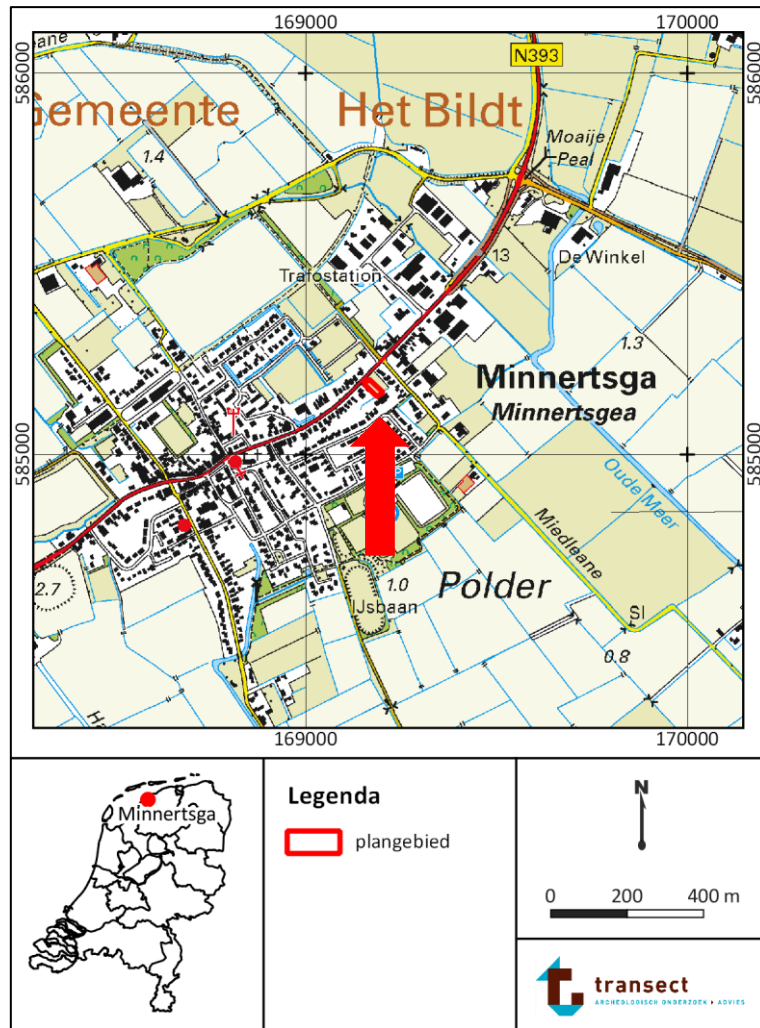 169000
170000
586000
586000
N393
Gemeente
Het Bildt
Moaije
Peal
1.4
13
De Winkel
Trafostation
1.3
Minnertsga
Minnertsgea
585000
585000
P
Oude Meer
Miedleane
2.7
1.0
Polder
IJsbaan
Sl
0.8
169000
170000
Minnertsga
Legenda
plangebied
N
0 200 400 m
transect
ARCHEOLOGISCH ONDERZOEK ▸ ADVIES